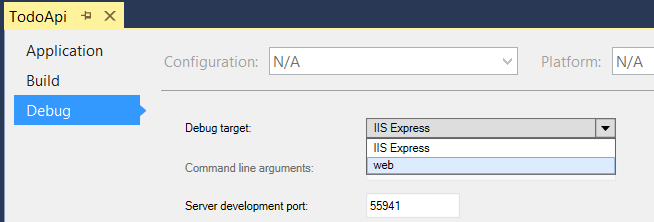 TodoApi
Application
Configuration: N/A Platform: N/A
Build
Debug
Debug target: IIS Express
IIS Express
web
Command line arguments:
Server development port: 55941